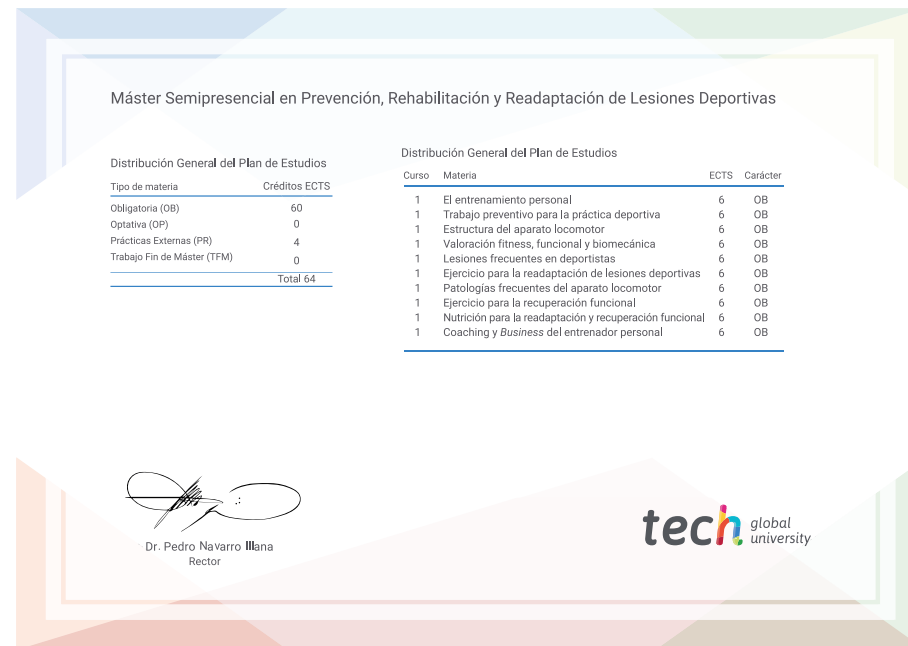 Máster Semipresencial en Prevención, Rehabilitación y Readaptación de Lesiones Deportivas
Distribución General del Plan de Estudios
Tipo de materia Créditos ECTS
Obligatoria (OB) 60
Optativa (OP) 0
Prácticas Externas (PR) 4
Trabajo Fin de Máster (TFM) 0
Total 64
Distribución General del Plan de Estudios
Curso Materia ECTS Carácter
1 El entrenamiento personal 6 OB
1 Trabajo preventivo para la práctica deportiva 6 OB
1 Estructura del aparato locomotor 6 OB
1 Valoración fitness, funcional y biomecánica 6 OB
1 Lesiones frecuentes en deportistas 6 OB
1 Ejercicio para la readaptación de lesiones deportivas 6 OB
1 Patologías frecuentes del aparato locomotor 6 OB
1 Ejercicio para la recuperación funcional 6 OB
1 Nutrición para la readaptación y recuperación funcional 6 OB
1 Coaching y Business del entrenador personal 6 OB
Dr. Pedro Navarro Illana
Rector
tech global university